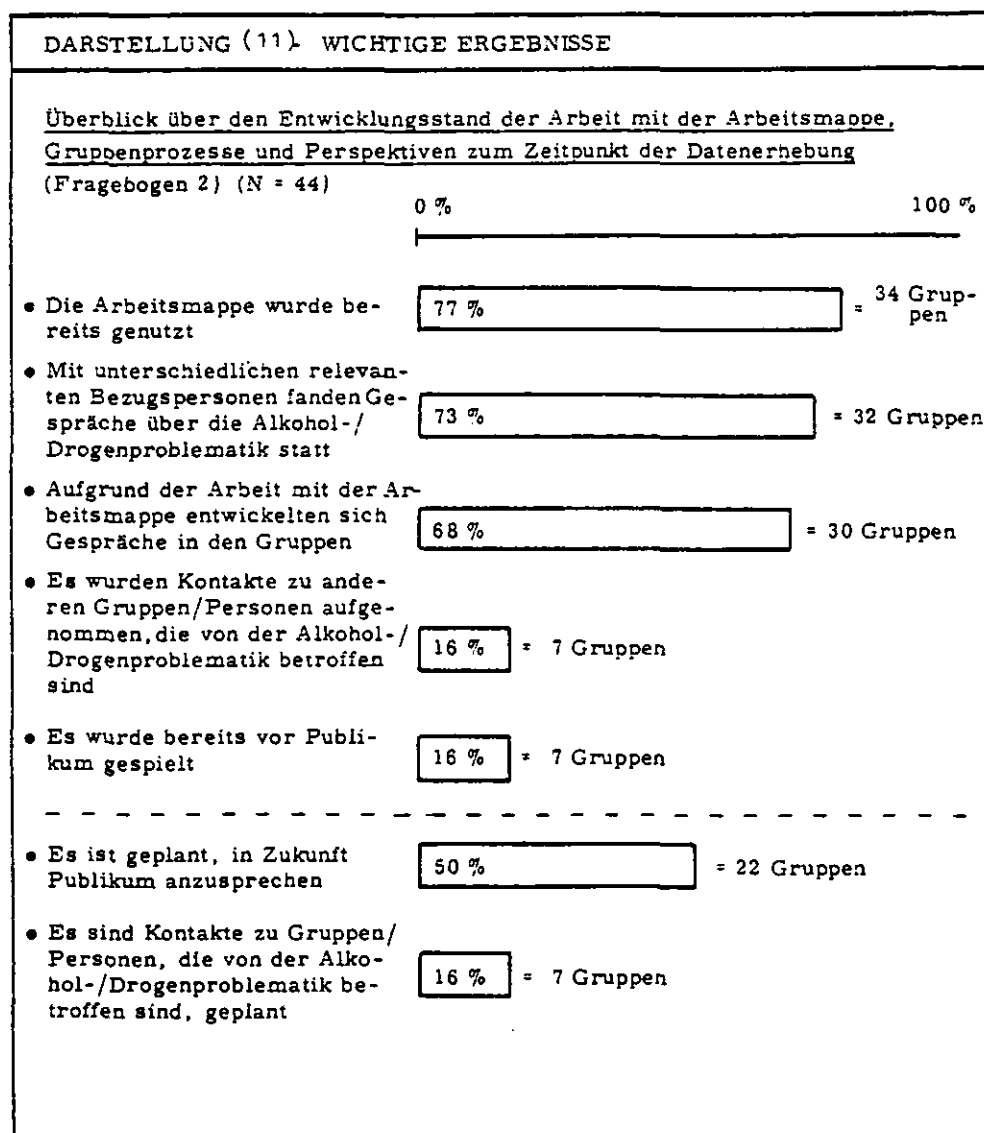 DARSTELLUNG (11)- WICHTIGE ERGEBNISSE
Überblick über den Entwicklungsstand der Arbeit mit der Arbeitsmappe,
Gruppenprozesse und Perspektiven zum Zeitpunkt der Datenerhebung
(Fragebogen 2) (N = 44)
0 % 100 %
• Die Arbeitsmappe wurde be-
reits genutzt
77 % = 34 Grup-
pen
• Mit unterschiedlichen relevan-
ten Bezugspersonen fanden Ge-
spräche über die Alkohol-/
Drogenproblematik statt
73 % = 32 Gruppen
• Aufgrund der Arbeit mit der Ar-
beitsmappe entwickelten sich
Gespräche in den Gruppen
68 % = 30 Gruppen
• Es wurden Kontakte zu ande-
ren Gruppen/Personen aufge-
nommen, die von der Alkohol-/
Drogenproblematik betroffen
sind
16 % = 7 Gruppen
• Es wurde bereits vor Publi-
kum gespielt
16 % = 7 Gruppen
• Es ist geplant, in Zukunft
Publikum anzusprechen
50 % = 22 Gruppen
• Es sind Kontakte zu Gruppen/
Personen, die von der Alko-
hol-/Drogenproblematik be-
troffen sind, geplant
16 % = 7 Gruppen